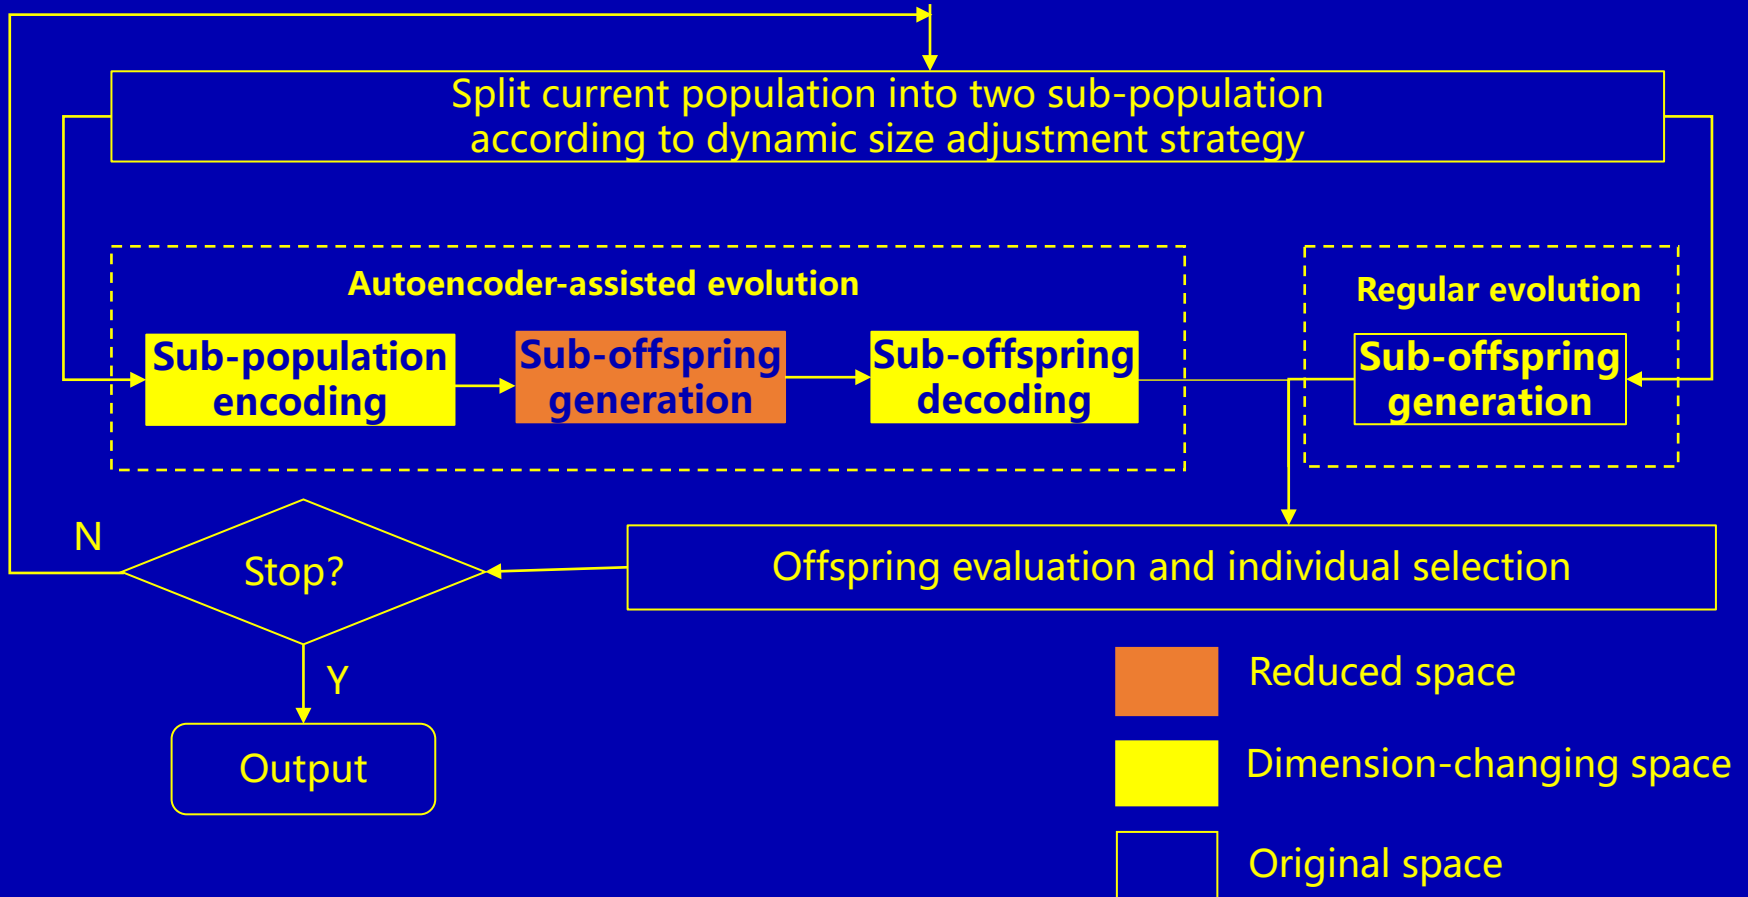 Split current population into two sub-population
according to dynamic size adjustment strategy
Autoencoder-assisted evolution
Regular evolution
Sub-population
encoding
Sub-offspring
generation
Sub-offspring
decoding
Sub-offspring
generation
N
Stop?
Offspring evaluation and individual selection
Y
Output
Reduced space
Dimension-changing space
Original space